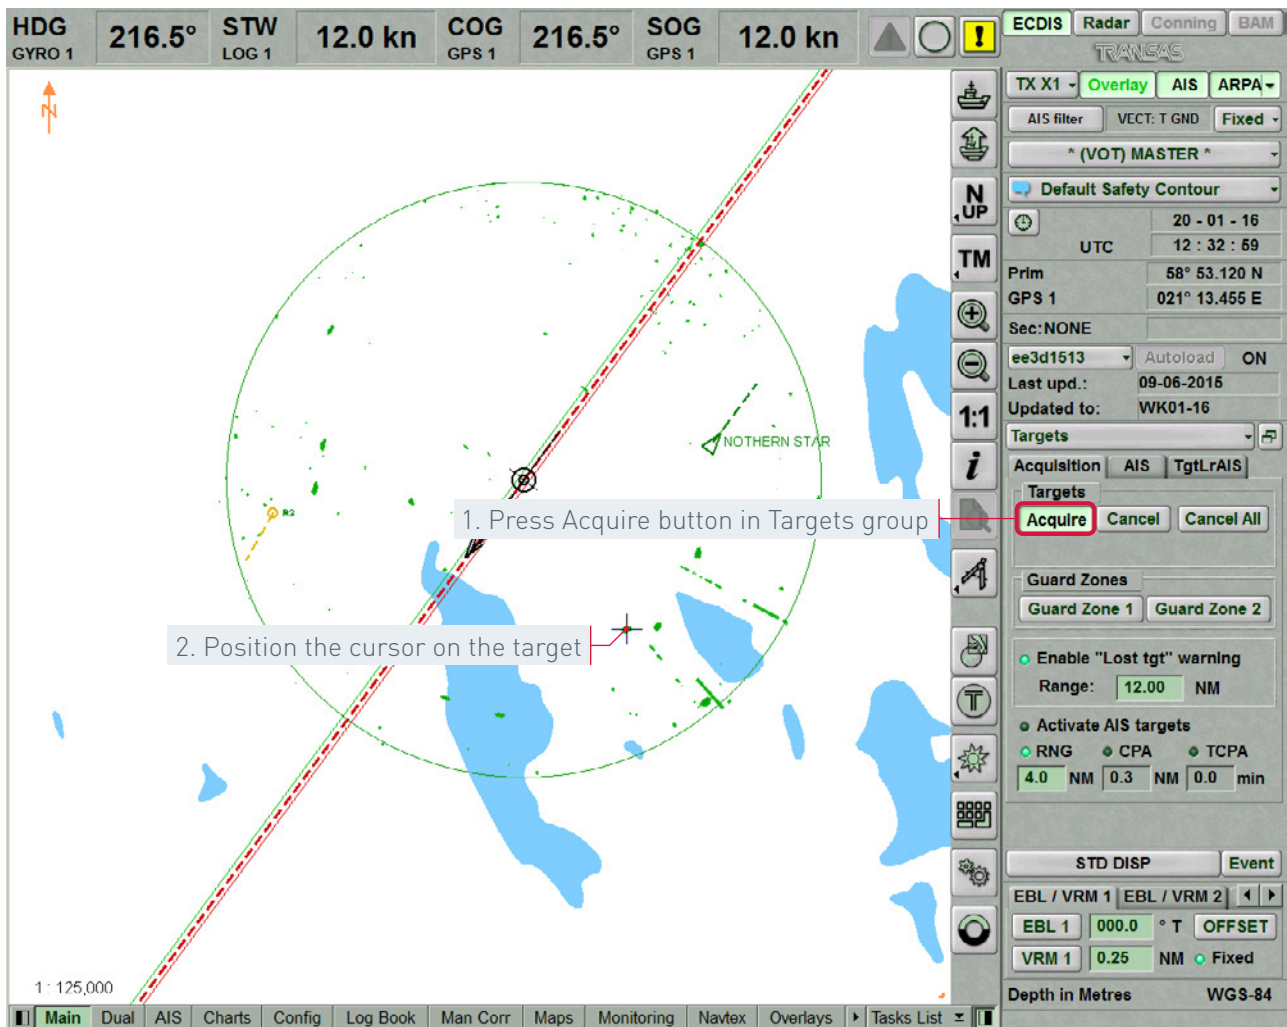 HDG 216.5° STW 12.0 kn COG 216.5° SOG 12.0 kn
GYRO 1 LOG 1 GPS 1 GPS 1
ECDIS Radar Conning BAM
TRANSAS
TX X1 Overlay AIS ARPA
AIS filter VECT: T GND Fixed
* (VOT) MASTER *
Default Safety Contour
20 - 01 - 16
UTC 12 : 32 : 59
Prim 58° 53.120 N
GPS 1 021° 13.455 E
Sec: NONE
ee3d1513 Autoload ON
Last upd.: 09-06-2015
Updated to: WK01-16
Targets
Acquisition AIS TgtLrAIS
Targets
Acquire Cancel Cancel All
Guard Zones
Guard Zone 1 Guard Zone 2
Enable "Lost tgt" warning
Range: 12.00 NM
Activate AIS targets
RNG CPA TCPA
4.0 NM 0.3 NM 0.0 min
STD DISP Event
EBL / VRM 1 EBL / VRM 2
EBL 1 000.0 ° T OFFSET
VRM 1 0.25 NM Fixed
Depth in Metres WGS-84
N
N
UP
TM
1:1
i
T
NOTHERN STAR
R2
1. Press Acquire button in Targets group
2. Position the cursor on the target
1: 125,000
Main Dual AIS Charts Config Log Book Man Corr Maps Monitoring Navtex Overlays Tasks List